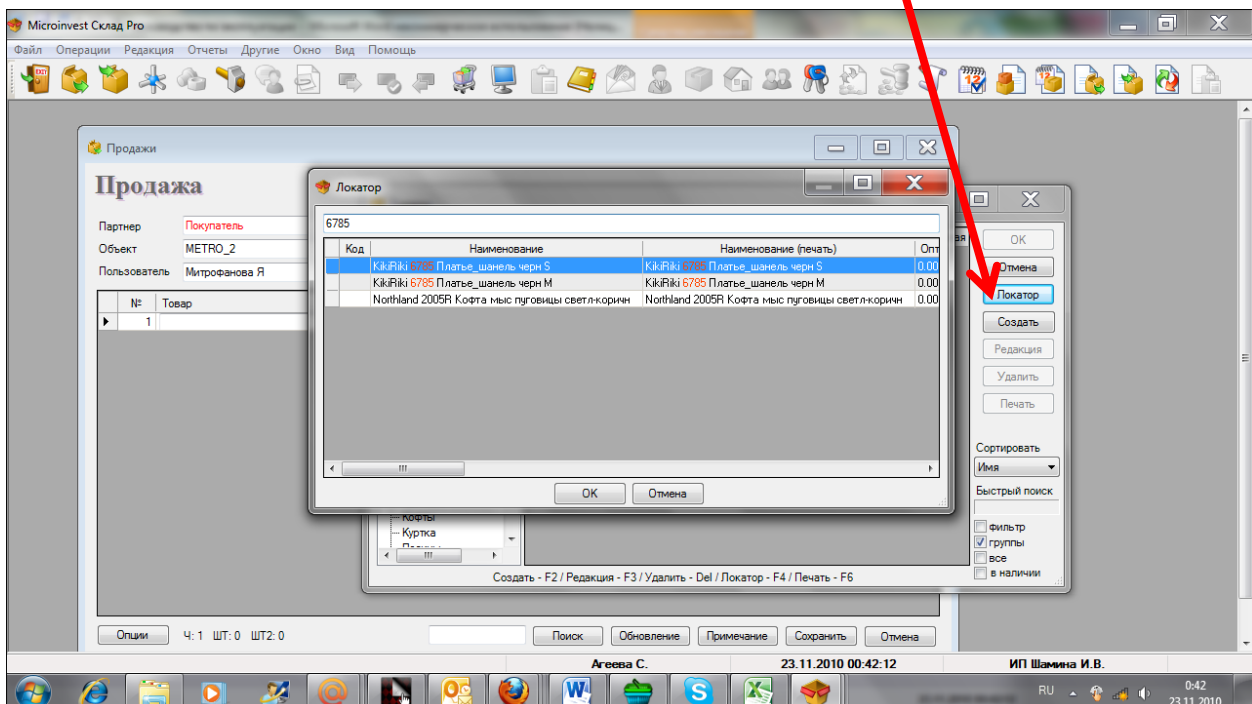 Microinvest Склад Pro
Файл Операции Редакция Отчеты Другие Окно Вид Помощь
Продажи
Продажа
Партнер Покупатель
Объект METRO_2
Пользователь Митрофанова Я
№ Товар
1
Локатор
6785
Код Наименование Наименование (печать) Опт
KikiRiki 6785 Платье_шанель черн S KikiRiki 6785 Платье_шанель черн S 0.00
KikiRiki 6785 Платье_шанель черн M KikiRiki 6785 Платье_шанель черн M 0.00
Northland 2005R Кофта мыс пуговицы светл-коричн Northland 2005R Кофта мыс пуговицы светл-коричн 0.00
OK Отмена
OK
Отмена
Локатор
Создать
Редакция
Удалить
Печать
Сортировать
Имя
Быстрый поиск
фильтр
группы
все
в наличии
Кофты
Куртка
Создать - F2 / Редакция - F3 / Удалить - Del / Локатор - F4 / Печать - F6
Опции Ч: 1 ШТ: 0 ШТ2: 0 Поиск Обновление Примечание Сохранить Отмена
Агеева С. 23.11.2010 00:42:12 ИП Шамина И.В.
RU 0:42
23.11.2010